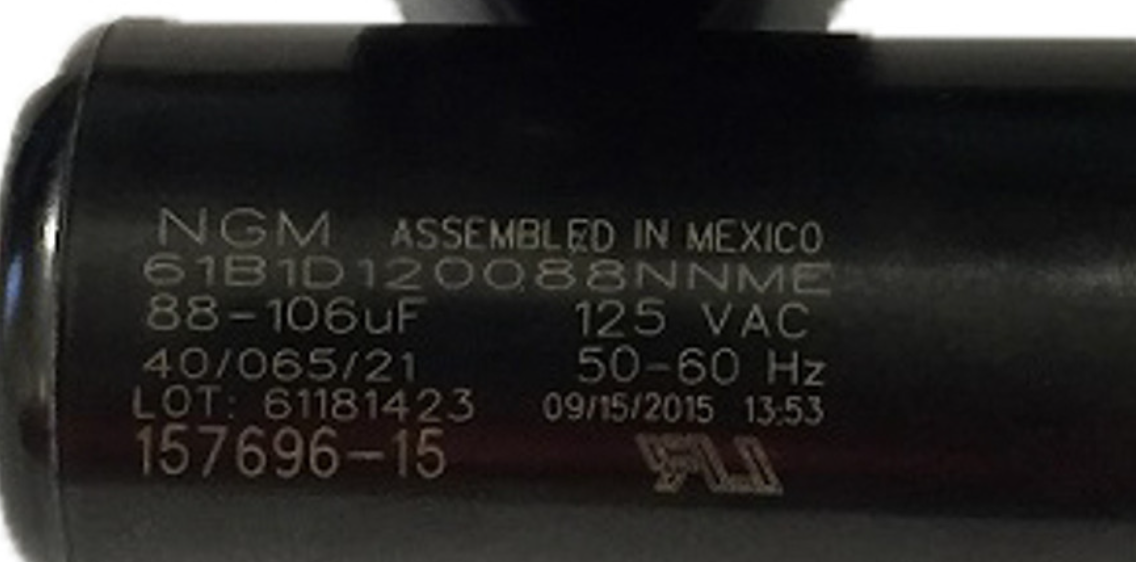 NGM ASSEMBLED IN MEXICO
61B1D120088NNME
88-106uF 125 VAC
40/065/21 50-60 Hz
LOT: 61181423 09/15/2015 13:53
157696-15